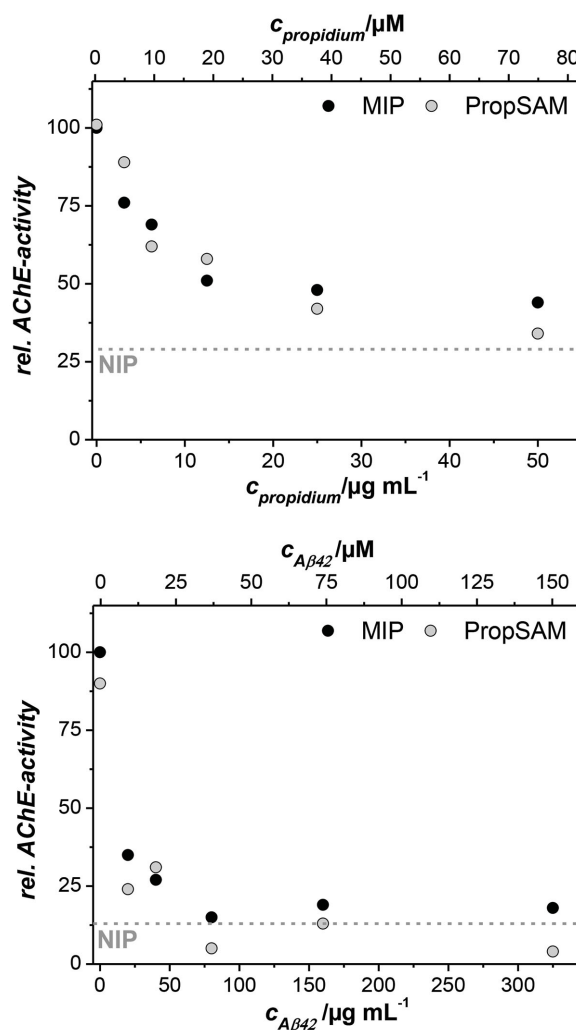 c_propidium/µM
0 10 20 30 40 50 60 70 80
MIP PropSAM
100
75
50
25
0
rel. AChE-activity
NIP
0 10 20 30 40 50
c_propidium/µg mL⁻¹
c_Aβ42/µM
0 25 50 75 100 125 150
MIP PropSAM
100
75
50
25
0
rel. AChE-activity
NIP
0 50 100 150 200 250 300
c_Aβ42/µg mL⁻¹